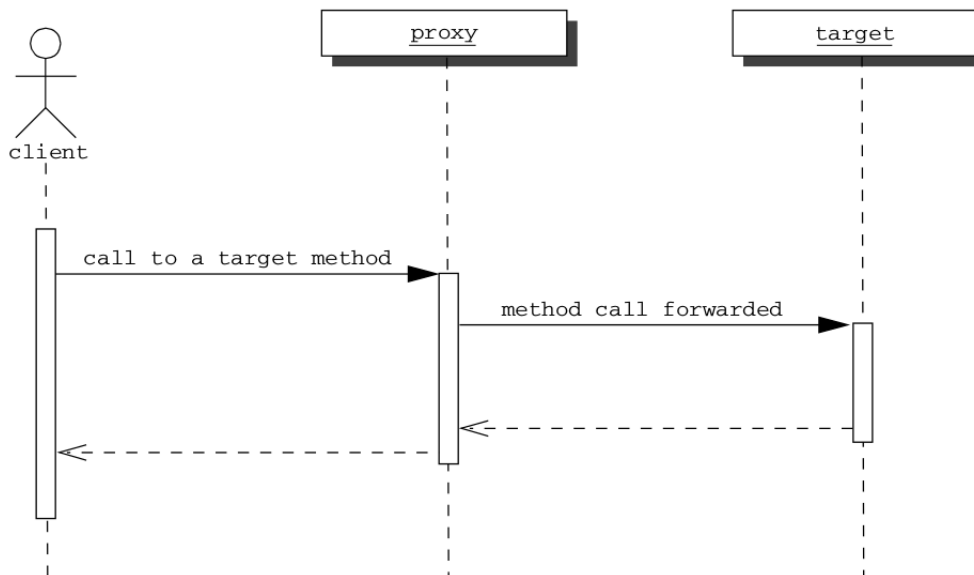 proxy
target
client
call to a target method
method call forwarded